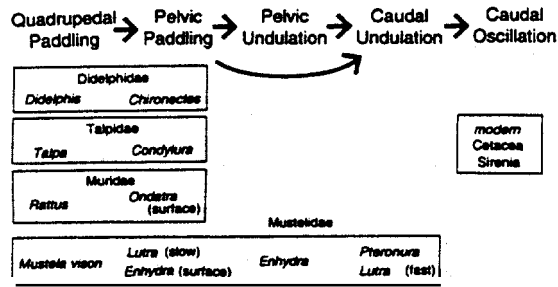 Quadrupedal Paddling → Pelvic Paddling → Pelvic Undulation → Caudal Undulation → Caudal Oscillation
Didelphidae
Didelphis Chironectes
Talpidae
Talpa Condylura
Muridae
Rattus Ondatra (surface)
modern
Cetacea
Sirenia
Mustelidae
Mustela vison
Lutra (slow)
Enhydra (surface)
Enhydra
Pteronura
Lutra (fast)